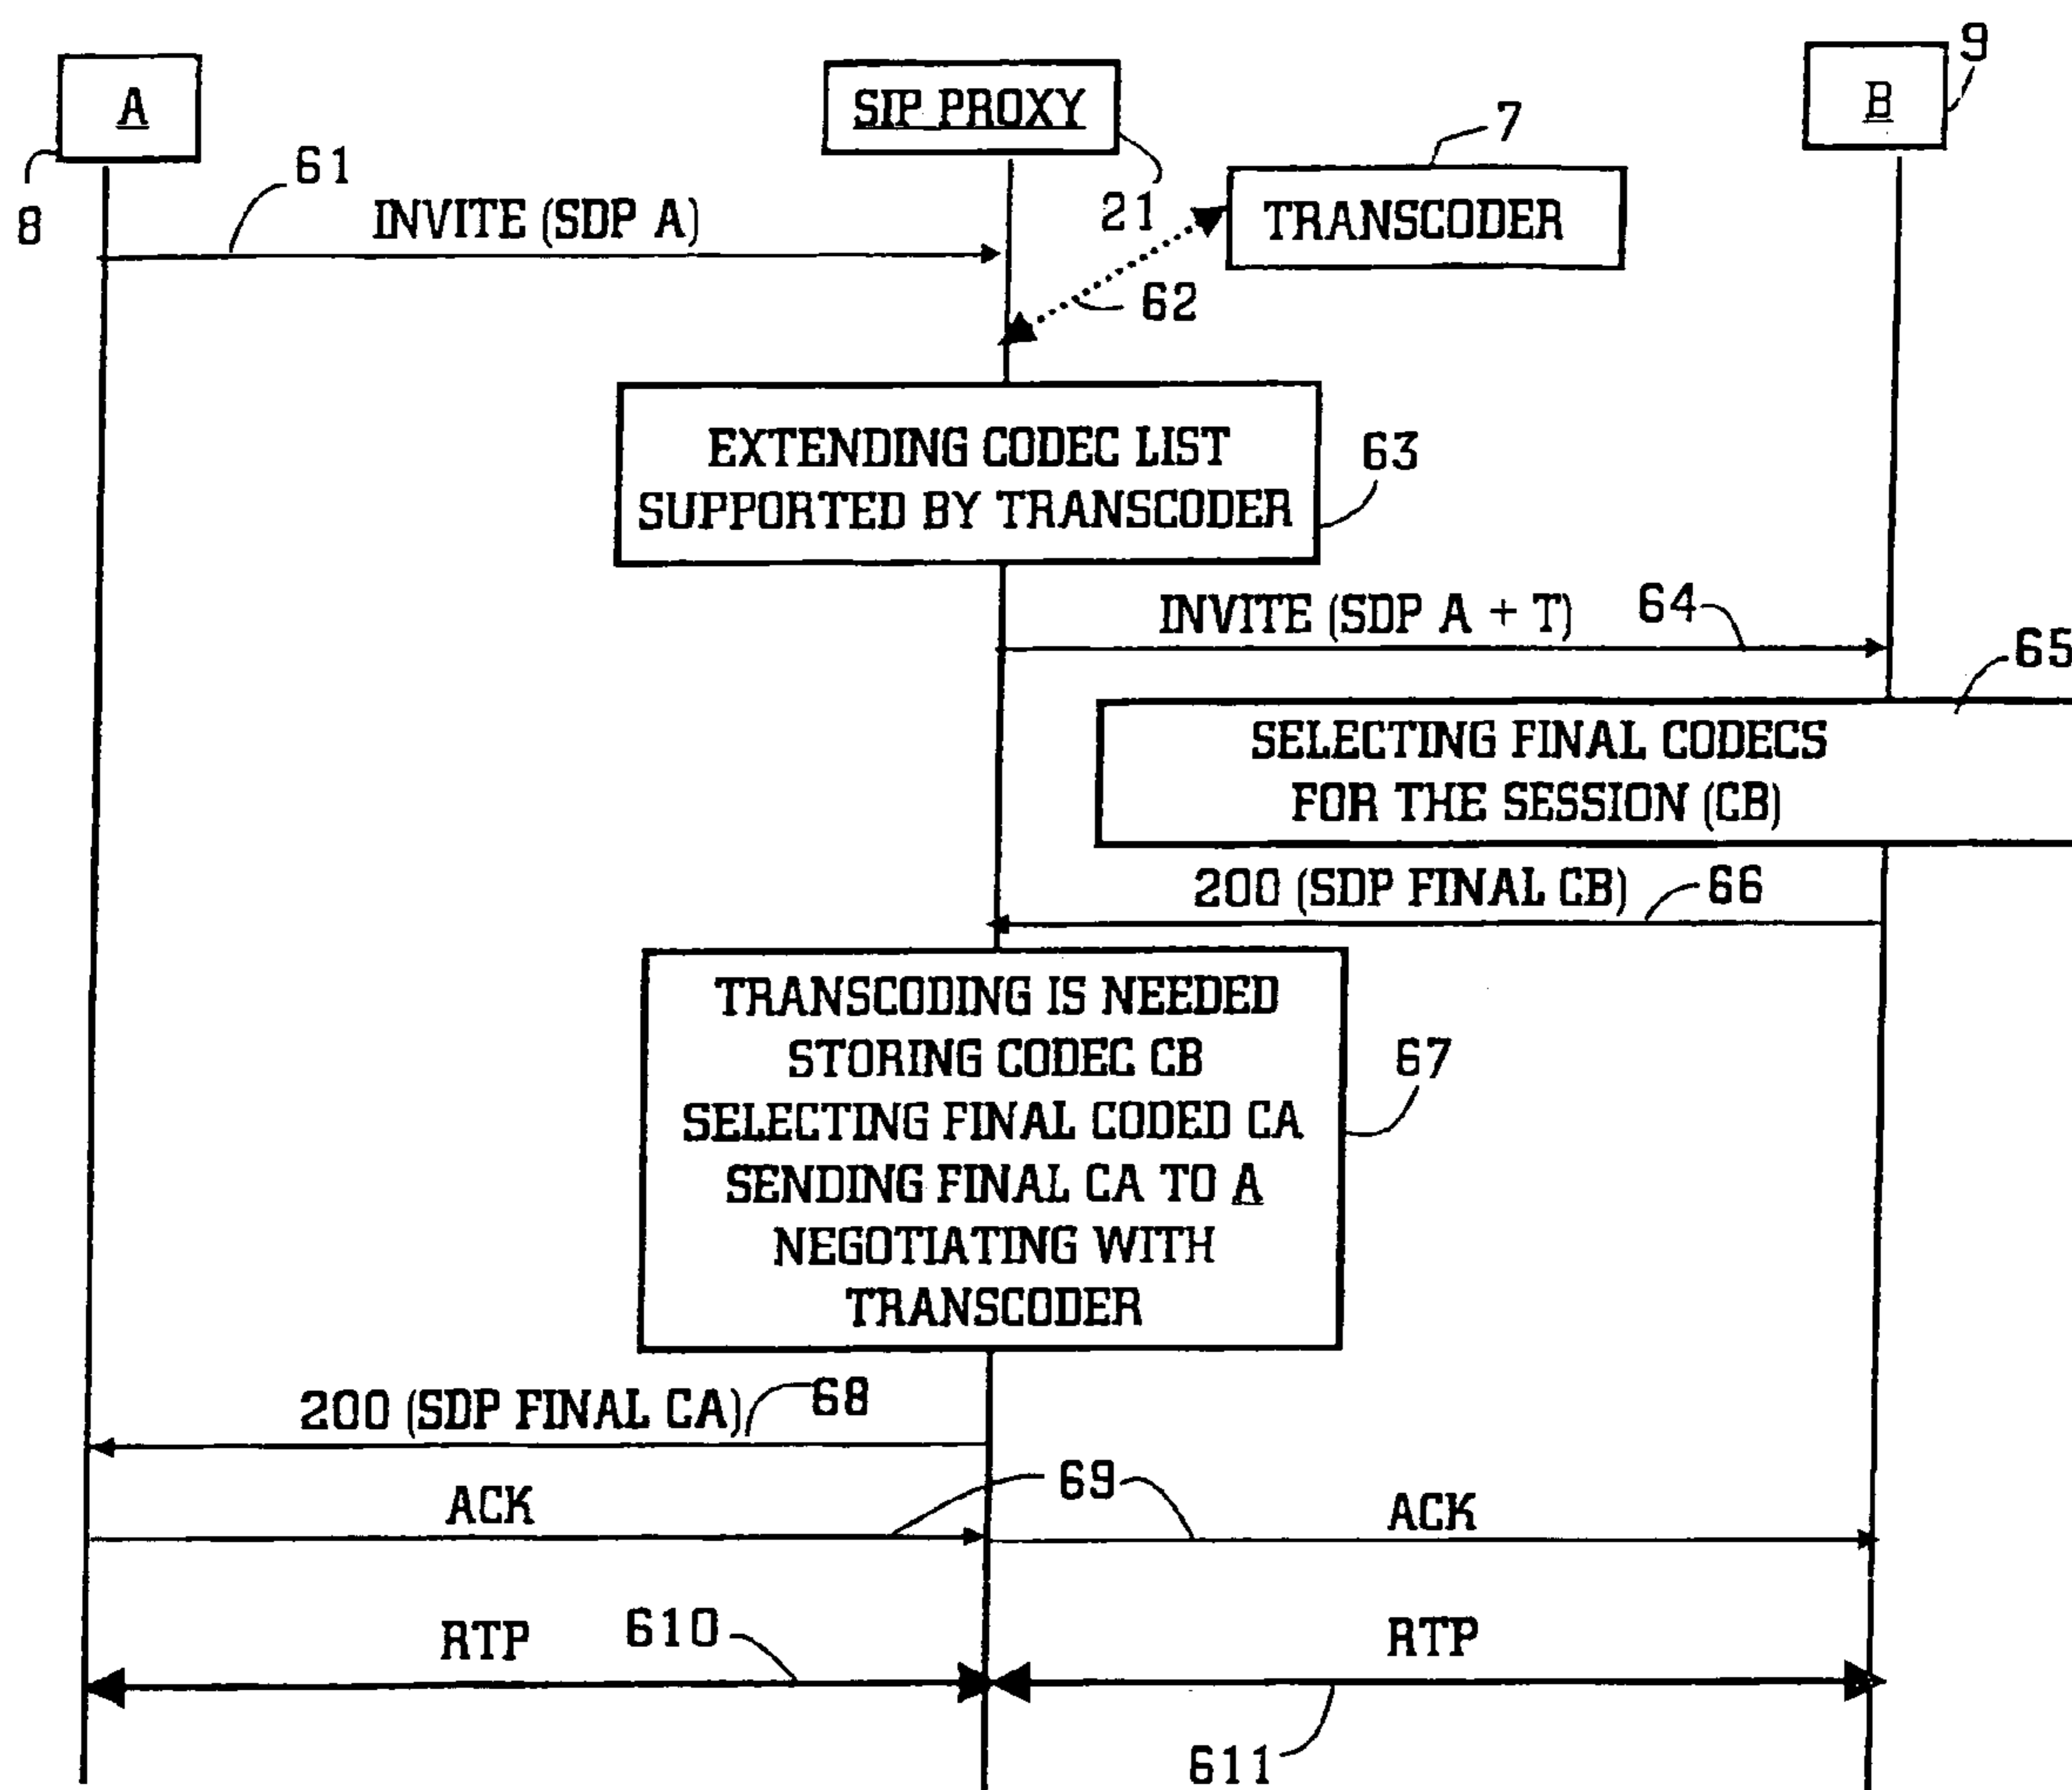 A
SIP PROXY
B
9
8
61
21
7
INVITE (SDP A)
TRANSCODER
62
EXTENDING CODEC LIST
SUPPORTED BY TRANSCODER
63
INVITE (SDP A + T)
64
65
SELECTING FINAL CODECS
FOR THE SESSION (CB)
200 (SDP FINAL CB)
66
TRANSCODING IS NEEDED
STORING CODEC CB
SELECTING FINAL CODED CA
SENDING FINAL CA TO A
NEGOTIATING WITH
TRANSCODER
67
200 (SDP FINAL CA)
68
ACK
69
ACK
RTP
610
RTP
611